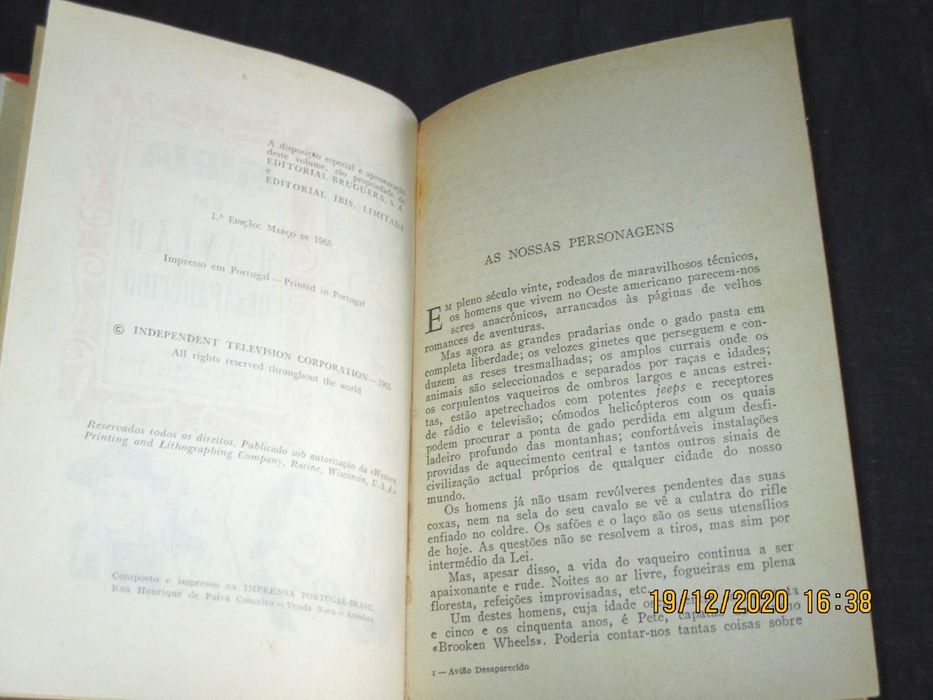 A disposição especial e apresentação
deste volume, são propriedade de
EDITORIAL BRUGUERA, S. A.
e
EDITORIAL IBIS, LIMITADA
1.ª EDIÇÃO: MARÇO DE 1966
Impresso em Portugal — Printed in Portugal
© INDEPENDENT TELEVISION CORPORATION — 1965
All rights reserved throughout the world
Reservados todos os direitos. Publicado sob autorização da «Western
Printing and Lithographing Company, Racine, Wisconsin, U.S.A.»
Composto e impresso na IMPRENSA PORTUGAL-BRASIL
Rua Henrique de Paiva Couceiro — Venda Nova — Amadora
AS NOSSAS PERSONAGENS
EM pleno século vinte, rodeados de maravilhosos técnicos,
os homens que vivem no Oeste americano parecem-nos
seres anacrónicos, arrancados às páginas de velhos
romances de aventuras.
Mas agora as grandes pradarias onde o gado pasta em
completa liberdade; os velozes ginetes que perseguem e con-
duzem as reses tresmalhadas; os amplos currais onde os
animais são seleccionados e separados por raças e idades;
os corpulentos vaqueiros de ombros largos e ancas estrei-
tas, estão apetrechados com potentes jeeps e receptores
de rádio e televisão; cómodos helicópteros com os quais
podem procurar a ponta de gado perdida em algum desfi-
ladeiro profundo das montanhas; confortáveis instalações
providas de aquecimento central e tantos outros sinais de
civilização actual próprios de qualquer cidade do nosso
mundo.
Os homens já não usam revólveres pendentes das suas
coxas, nem na sela do seu cavalo se vê a culatra do rifle
enfiado no coldre. Os safões e o laço são os seus utensílios
de hoje. As questões não se resolvem a tiros, mas sim por
intermédio da Lei.
Mas, apesar disso, a vida do vaqueiro continua a ser
apaixonante e rude. Noites ao ar livre, fogueiras em plena
floresta, refeições improvisadas, etc
Um destes homens, cuja idade
e cinco e os cinquenta anos, é Pete,
«Brooken Wheels». Poderia contar-nos tantas coisas sobre
1 — Avião Desaparecido
19/12/2020 16:38